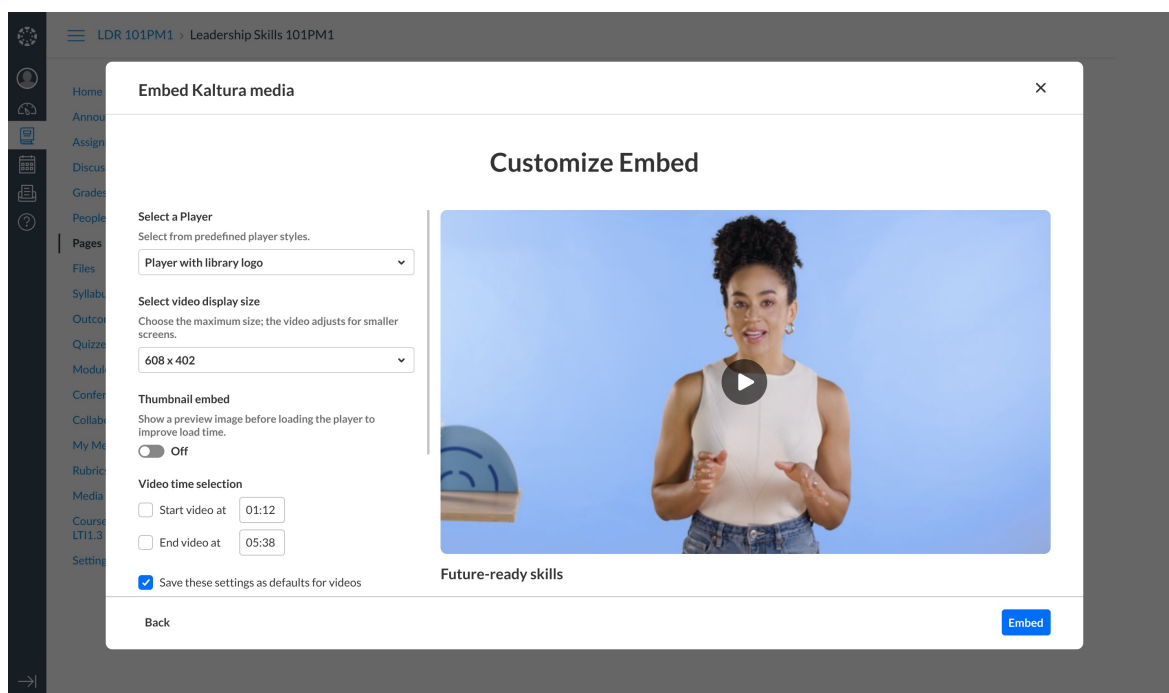 LDR 101PM1 > Leadership Skills 101PM1
Home
Annou
Assign
Discus
Grades
People
Pages
Files
Syllabu
Outco
Quizze
Modul
Confer
Collab
My Me
Rubric
Media
Course
LTI1.3
Setting
Embed Kaltura media
Customize Embed
Select a Player
Select from predefined player styles.
Player with library logo
Select video display size
Choose the maximum size; the video adjusts for smaller
screens.
608 x 402
Thumbnail embed
Show a preview image before loading the player to
improve load time.
Off
Video time selection
Start video at 01:12
End video at 05:38
Save these settings as defaults for videos
Future-ready skills
Back
Embed